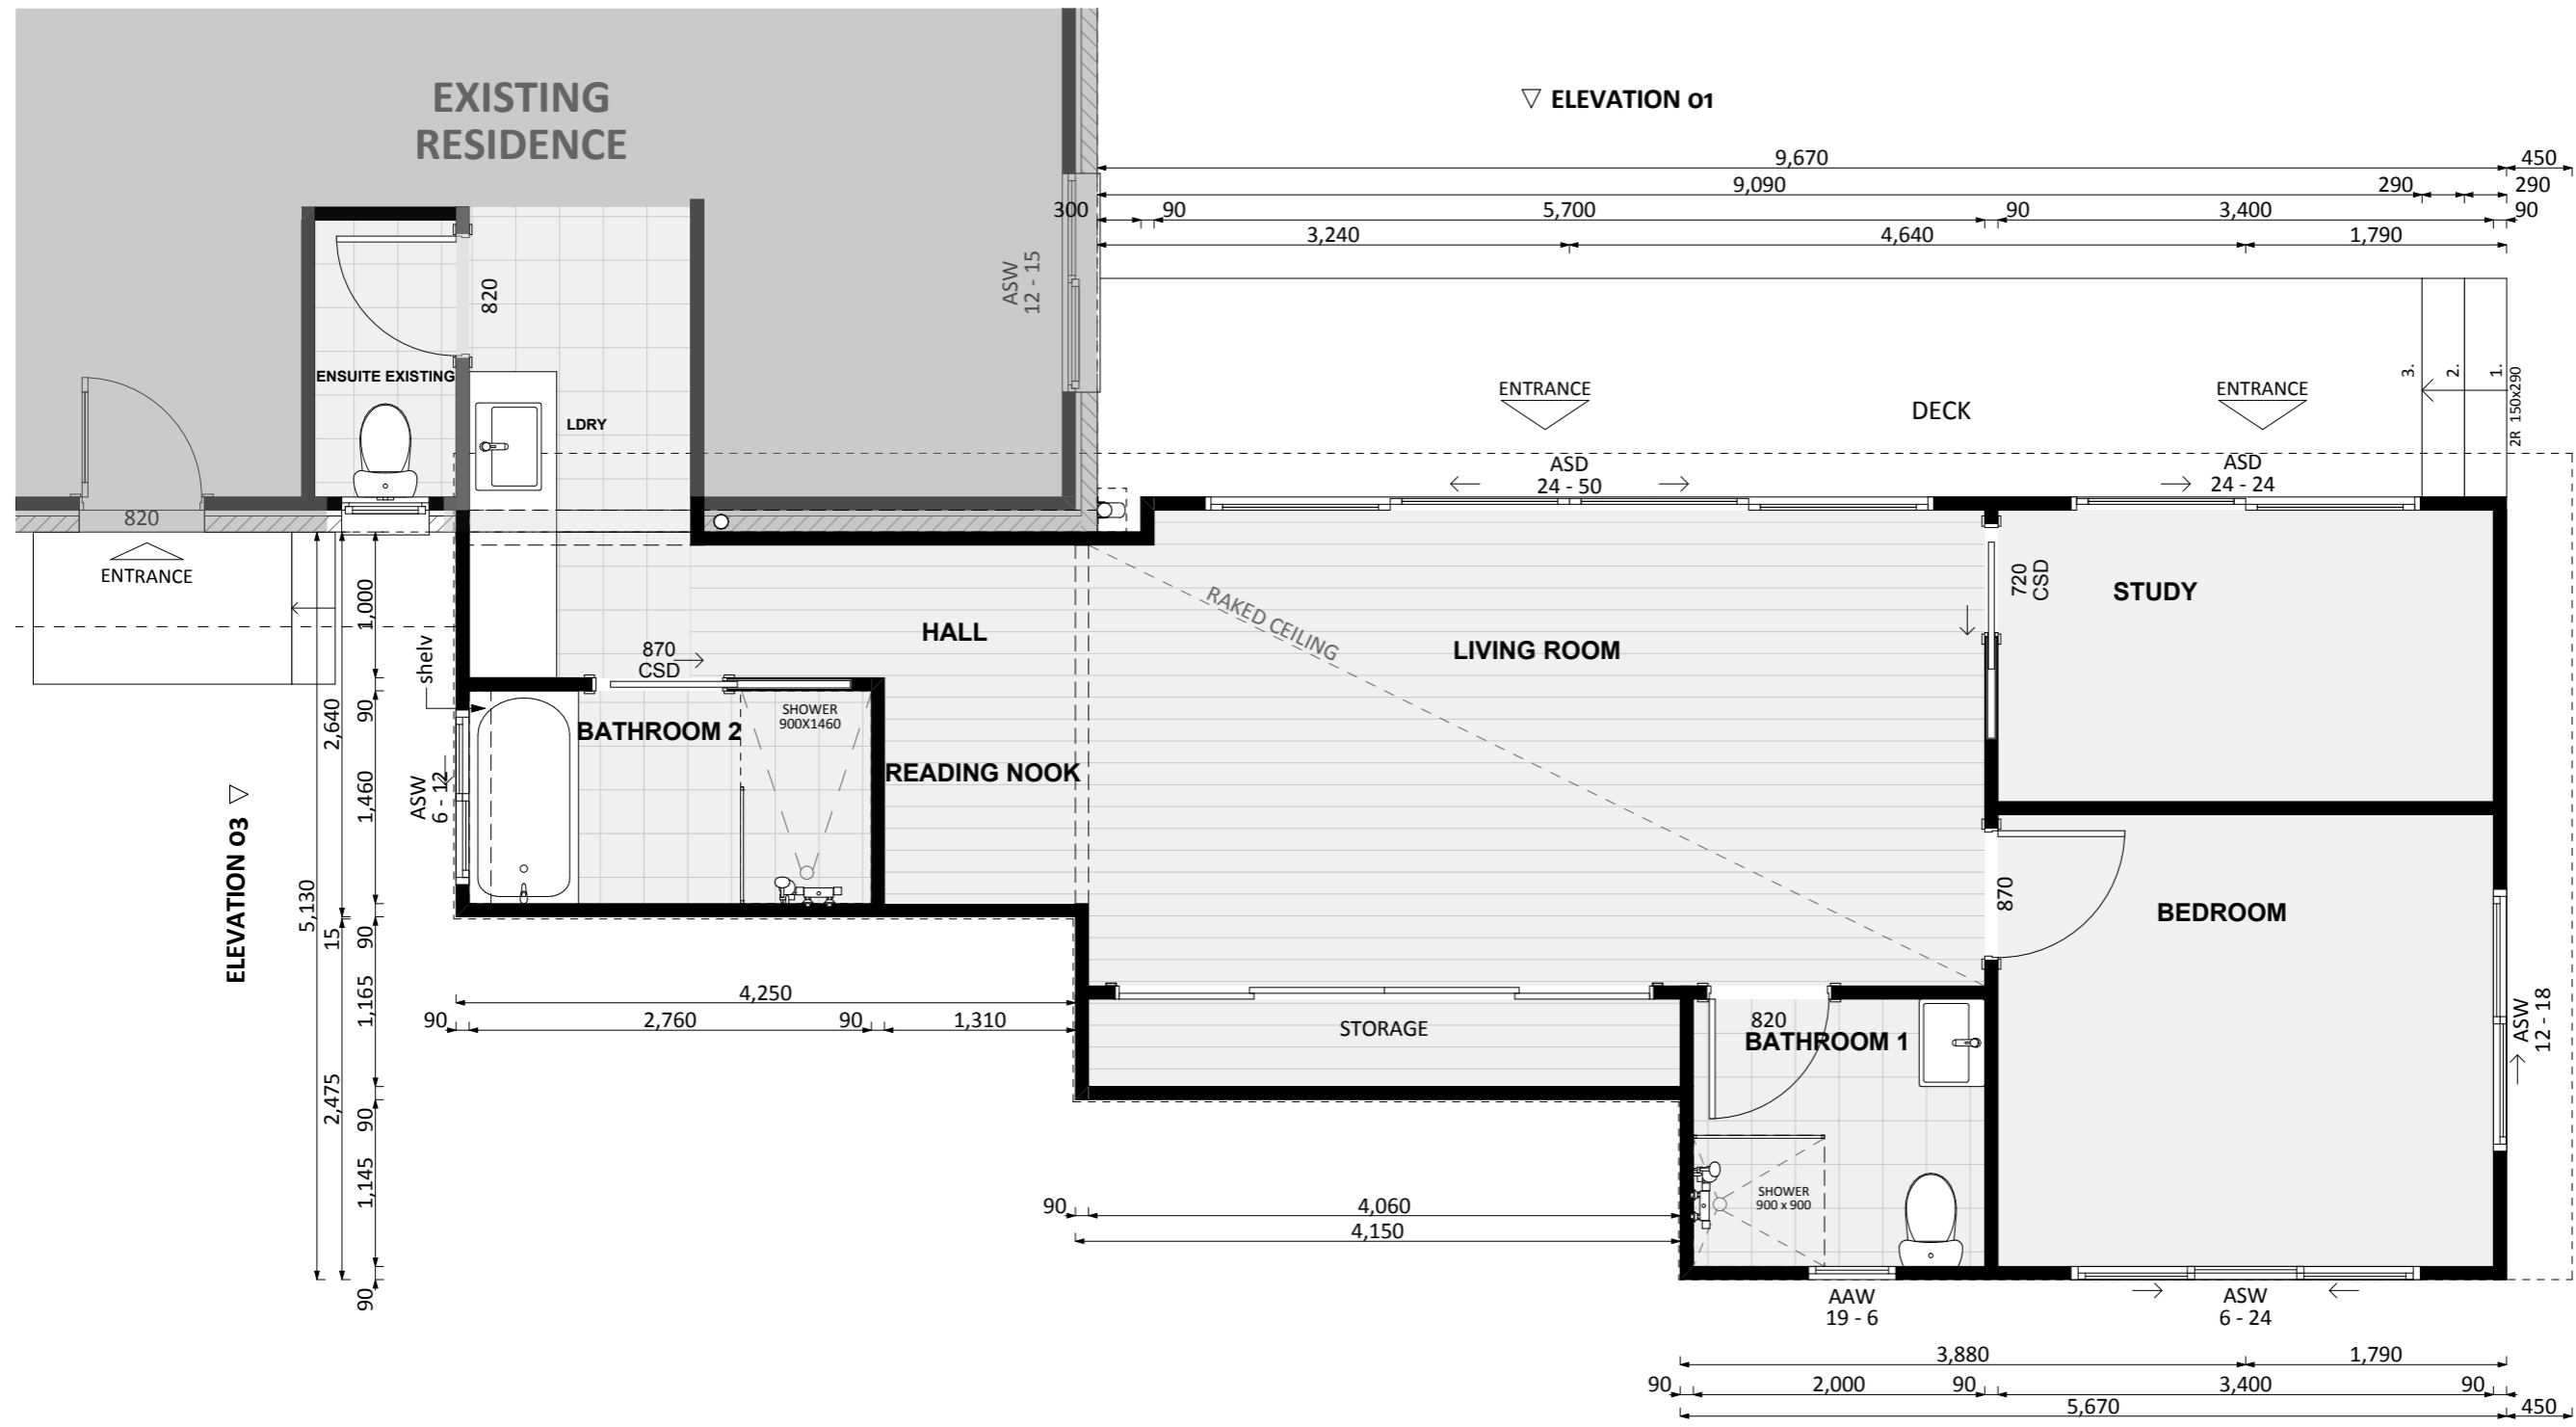 EXISTING
RESIDENCE
▽ ELEVATION 01
9,670
450
9,090
290
290
300
90
5,700
90
3,400
90
3,240
4,640
1,790
ASW
12 - 15
820
ENSUITE EXISTING
LDRY
ENTRANCE
DECK
ENTRANCE
3.
2.
1.
2R 150x290
ASD
24 - 50
ASD
24 - 24
820
ENTRANCE
1,000
shelv
870
CSD
HALL
RAKED CEILING
LIVING ROOM
720
CSD
STUDY
2,640
90
BATHROOM 2
SHOWER
900X1460
READING NOOK
ASW
6 - 12
1,460
ELEVATION 03 ▽
5,130
15
90
870
BEDROOM
1,165
4,250
90
2,760
90
1,310
STORAGE
820
BATHROOM 1
ASW
12 - 18
2,475
90
1,145
90
SHOWER
900 x 900
90
4,060
4,150
AAW
19 - 6
ASW
6 - 24
3,880
1,790
90
2,000
90
3,400
90
5,670
450